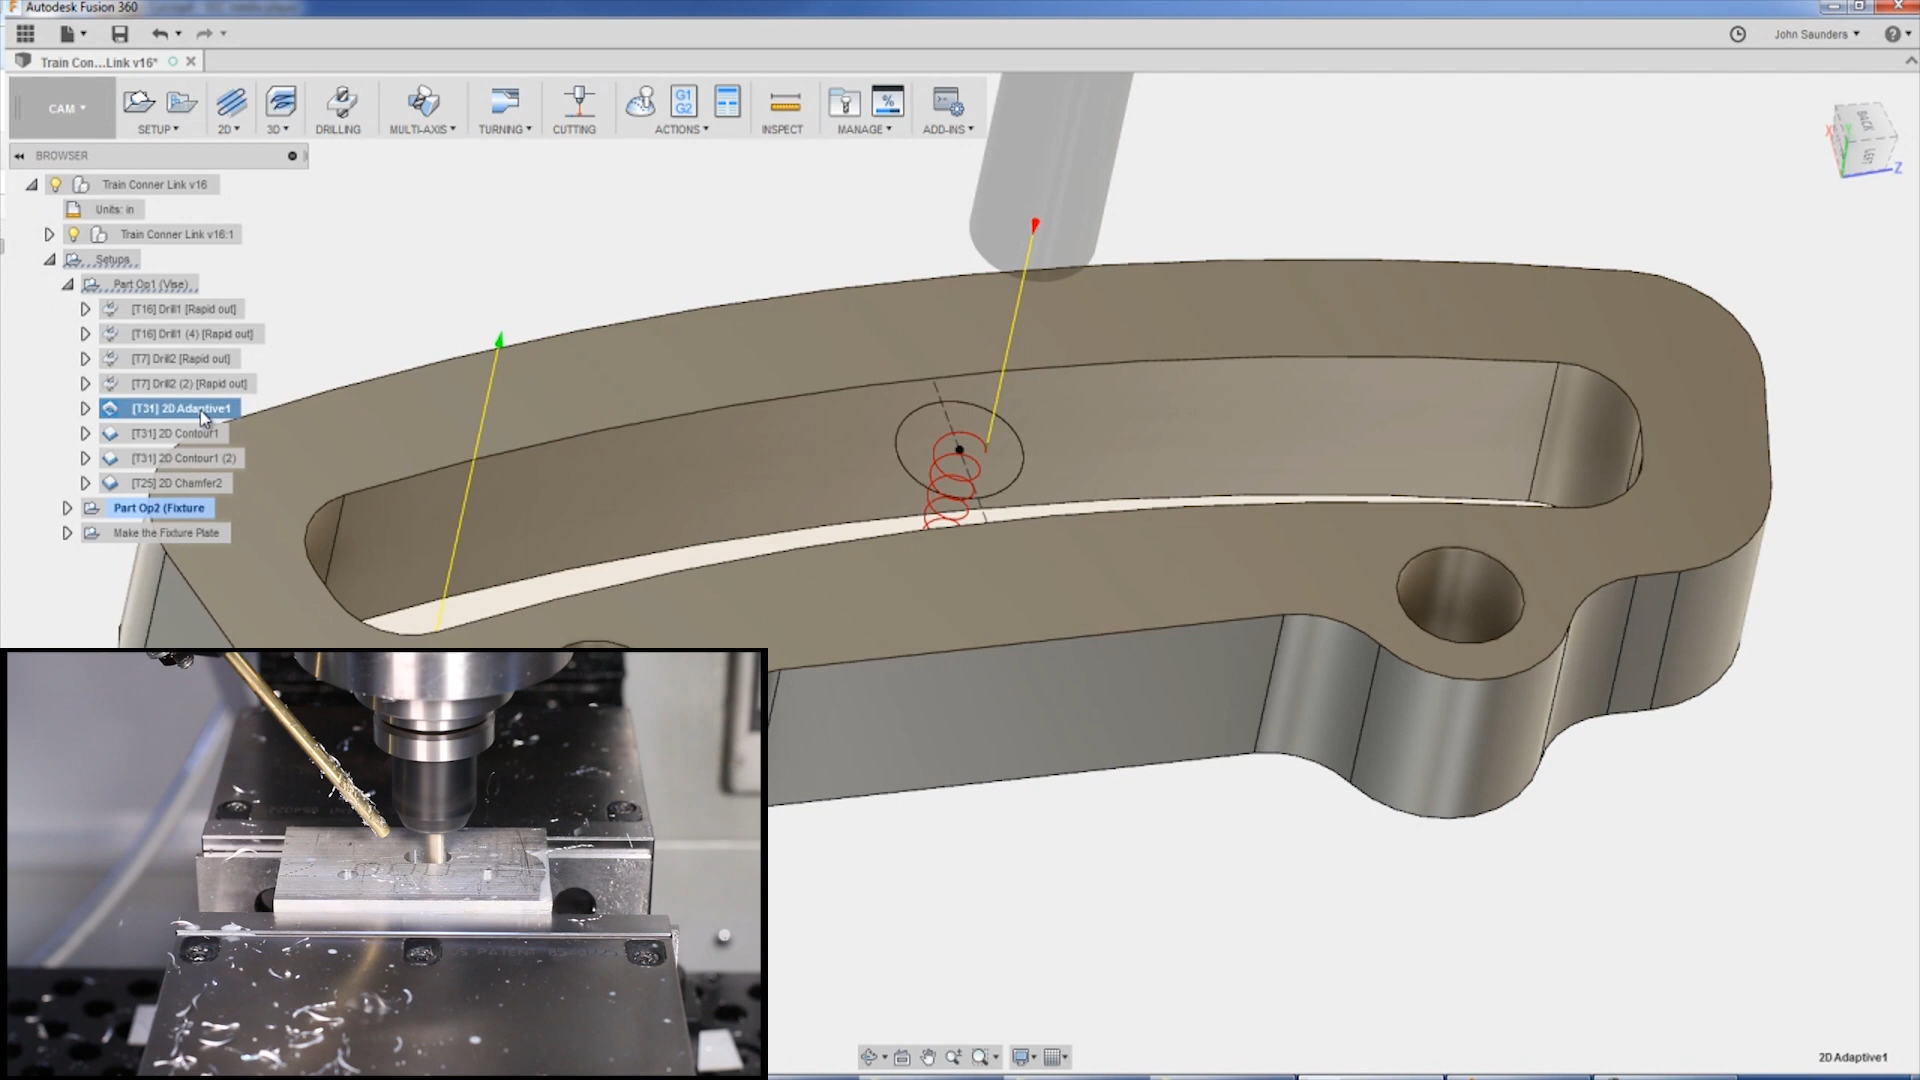 Autodesk Fusion 360
John Saunders
Train Con...Link v16*
CAM
SETUP
2D
3D
DRILLING
MULTI-AXIS
TURNING
CUTTING
G1
G2
ACTIONS
INSPECT
%
MANAGE
ADD-INS
BACK
LEFT
X
Y
Z
BROWSER
Train Conner Link v16
Units: in
Train Conner Link v16:1
Setups
Part Op1 (Vise)
[T16] Drill1 [Rapid out]
[T16] Drill1 (4) [Rapid out]
[T7] Drill2 [Rapid out]
[T7] Drill2 (2) [Rapid out]
[T31] 2D Adaptive1
[T31] 2D Contour1
[T31] 2D Contour1 (2)
[T25] 2D Chamfer2
Part Op2 (Fixture
Make the Fixture Plate
2D Adaptive1